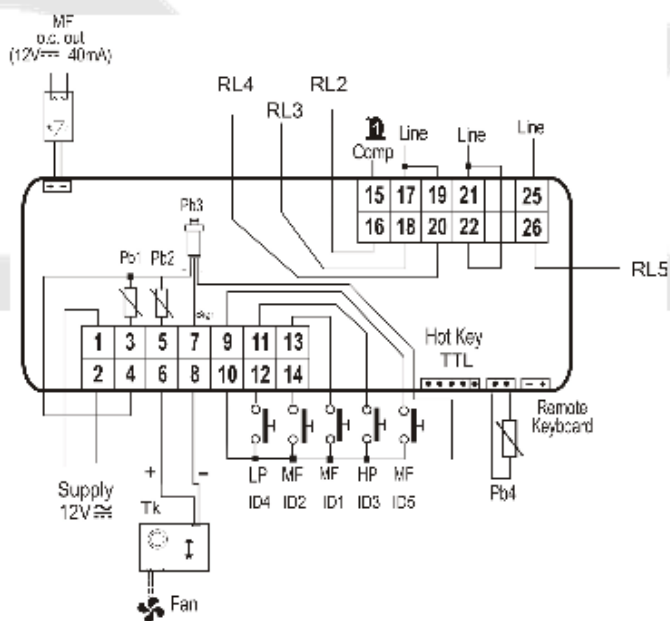 MF
o.c. out
(12V 40mA)
RL4
RL3
RL2
1
Comp
Line
Line
Line
15 17 19 21 25
16 18 20 22 26
RL5
Pb3
Pb1 Pb2
1 3 5 7 9 11 13
2 4 6 8 10 12 14
Hot Key
TTL
- +
Remote
Keyboard
Pb4
LP MF MF HP MF
ID4 ID2 ID1 ID3 ID5
Supply
12V
+ -
Tk
Fan